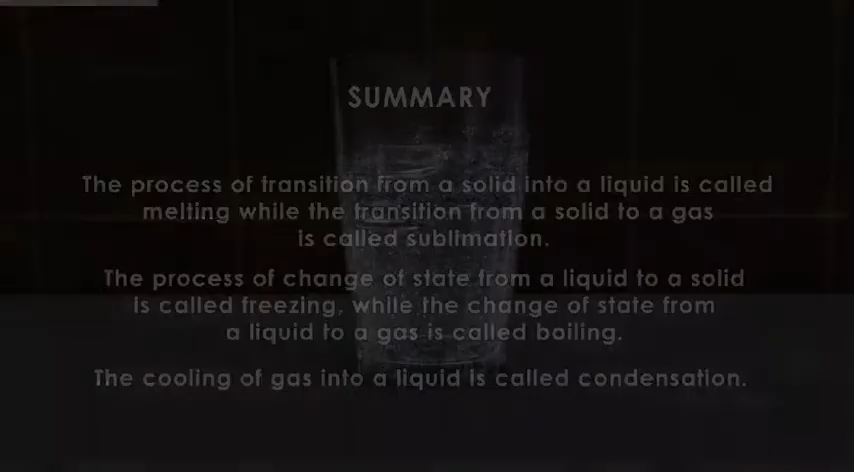 SUMMARY
The process of transition from a solid into a liquid is called
melting while the transition from a solid to a gas
is called sublimation.
The process of change of state from a liquid to a solid
is called freezing, while the change of state from
a liquid to a gas is called boiling.
The cooling of gas into a liquid is called condensation.